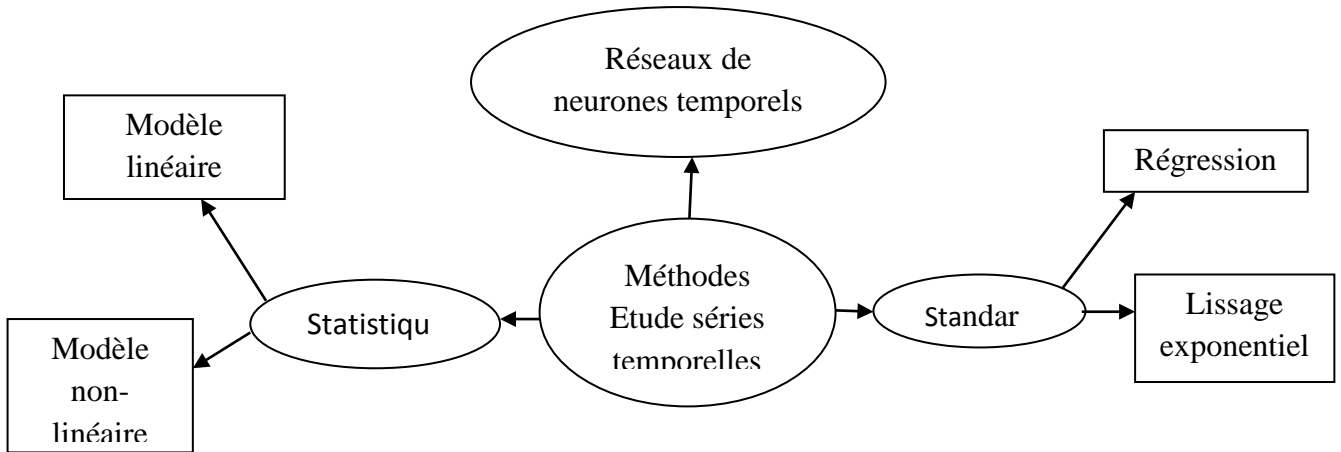 Réseaux de
neurones temporels
Modèle
linéaire
Régression
Méthodes
Etude séries
temporelles
Statistiqu
Standar
Lissage
exponentiel
Modèle
non-
linéaire